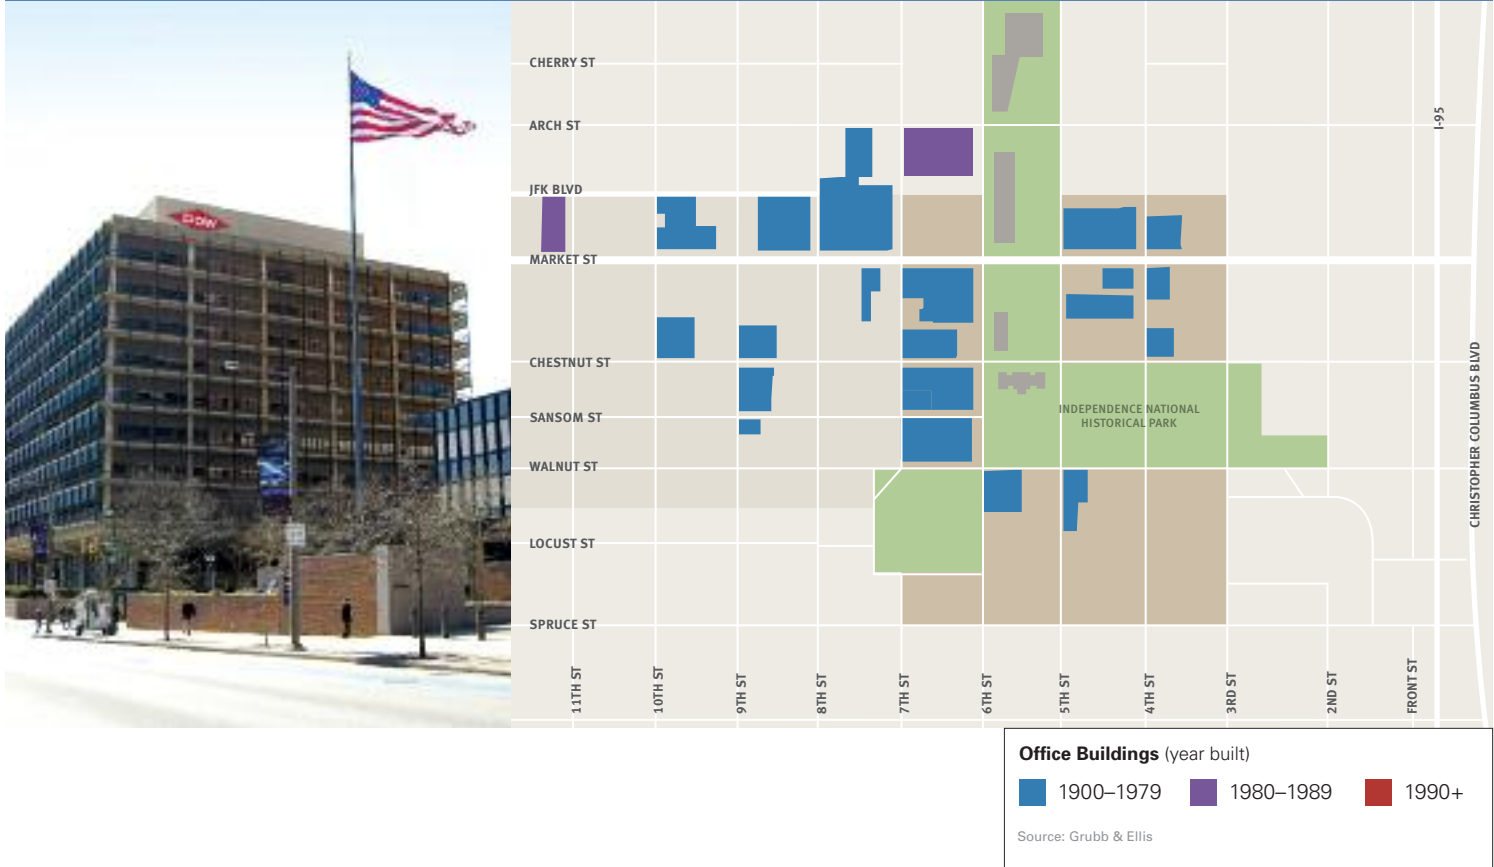 DOW
CHERRY ST
ARCH ST
JFK BLVD
MARKET ST
CHESTNUT ST
SANSOM ST
WALNUT ST
LOCUST ST
SPRUCE ST
INDEPENDENCE NATIONAL
HISTORICAL PARK
I-95
CHRISTOPHER COLUMBUS BLVD
11TH ST
10TH ST
9TH ST
8TH ST
7TH ST
6TH ST
5TH ST
4TH ST
3RD ST
2ND ST
FRONT ST
Office Buildings (year built)
1900–1979
1980–1989
1990+
Source: Grubb & Ellis